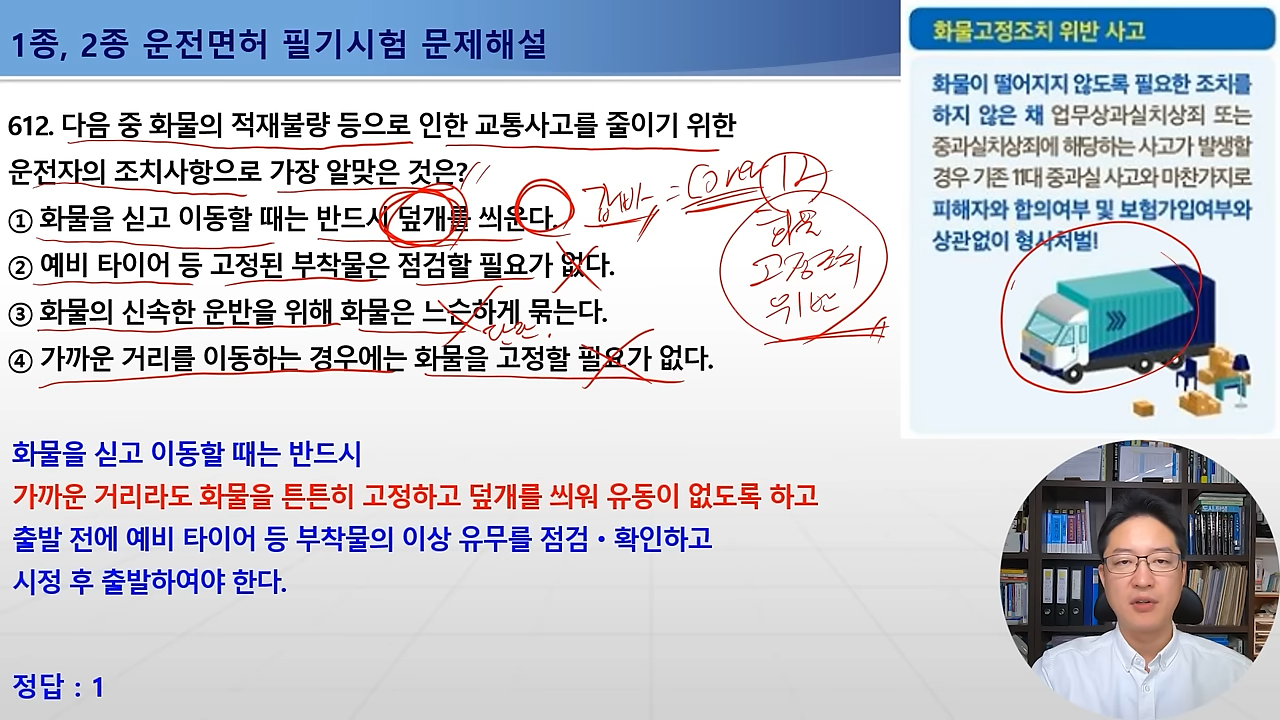 1종, 2종 운전면허 필기시험 문제해설
612. 다음 중 화물의 적재불량 등으로 인한 교통사고를 줄이기 위한
운전자의 조치사항으로 가장 알맞은 것은?
① 화물을 싣고 이동할 때는 반드시 덮개를 씌운다.
② 예비 타이어 등 고정된 부착물은 점검할 필요가 없다.
③ 화물의 신속한 운반을 위해 화물은 느슨하게 묶는다.
④ 가까운 거리를 이동하는 경우에는 화물을 고정할 필요가 없다.
12
화물
고정조치
위반
화물을 싣고 이동할 때는 반드시
가까운 거리라도 화물을 튼튼히 고정하고 덮개를 씌워 유동이 없도록 하고
출발 전에 예비 타이어 등 부착물의 이상 유무를 점검 • 확인하고
시정 후 출발하여야 한다.
정답 : 1
화물고정조치 위반 사고
화물이 떨어지지 않도록 필요한 조치를
하지 않은 채 업무상과실치상죄 또는
중과실치상죄에 해당하는 사고가 발생할
경우 기존 11대 중과실 사고와 마찬가지로
피해자와 합의여부 및 보험가입여부와
상관없이 형사처벌!